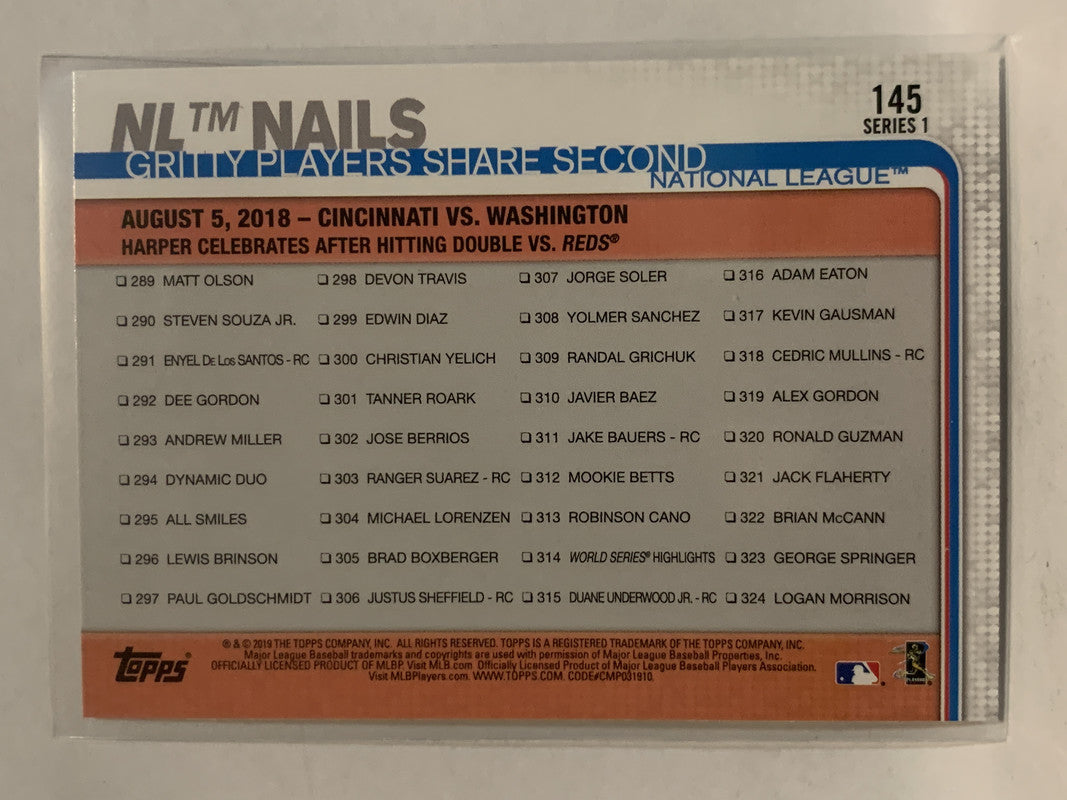 NL™ NAILS
145
SERIES 1
GRITTY PLAYERS SHARE SECOND
NATIONAL LEAGUE™
AUGUST 5, 2018 – CINCINNATI VS. WASHINGTON
HARPER CELEBRATES AFTER HITTING DOUBLE VS. REDS®
❑ 289 MATT OLSON
❑ 290 STEVEN SOUZA JR.
❑ 291 ENYEL De Los SANTOS - RC
❑ 292 DEE GORDON
❑ 293 ANDREW MILLER
❑ 294 DYNAMIC DUO
❑ 295 ALL SMILES
❑ 296 LEWIS BRINSON
❑ 297 PAUL GOLDSCHMIDT
❑ 298 DEVON TRAVIS
❑ 299 EDWIN DIAZ
❑ 300 CHRISTIAN YELICH
❑ 301 TANNER ROARK
❑ 302 JOSE BERRIOS
❑ 303 RANGER SUAREZ - RC
❑ 304 MICHAEL LORENZEN
❑ 305 BRAD BOXBERGER
❑ 306 JUSTUS SHEFFIELD - RC
❑ 307 JORGE SOLER
❑ 308 YOLMER SANCHEZ
❑ 309 RANDAL GRICHUK
❑ 310 JAVIER BAEZ
❑ 311 JAKE BAUERS - RC
❑ 312 MOOKIE BETTS
❑ 313 ROBINSON CANO
❑ 314 WORLD SERIES® HIGHLIGHTS
❑ 315 DUANE UNDERWOOD JR. - RC
❑ 316 ADAM EATON
❑ 317 KEVIN GAUSMAN
❑ 318 CEDRIC MULLINS - RC
❑ 319 ALEX GORDON
❑ 320 RONALD GUZMAN
❑ 321 JACK FLAHERTY
❑ 322 BRIAN McCANN
❑ 323 GEORGE SPRINGER
❑ 324 LOGAN MORRISON
topps®
® & © 2019 THE TOPPS COMPANY, INC. ALL RIGHTS RESERVED. TOPPS IS A REGISTERED TRADEMARK OF THE TOPPS COMPANY, INC.
Major League Baseball trademarks and copyrights are used with permission of Major League Baseball Properties, Inc.
OFFICIALLY LICENSED PRODUCT OF MLBP. Visit MLB.com Officially Licensed Product of Major League Baseball Players Association.
Visit MLBPlayers.com. WWW.TOPPS.COM. CODE#CMP031910.